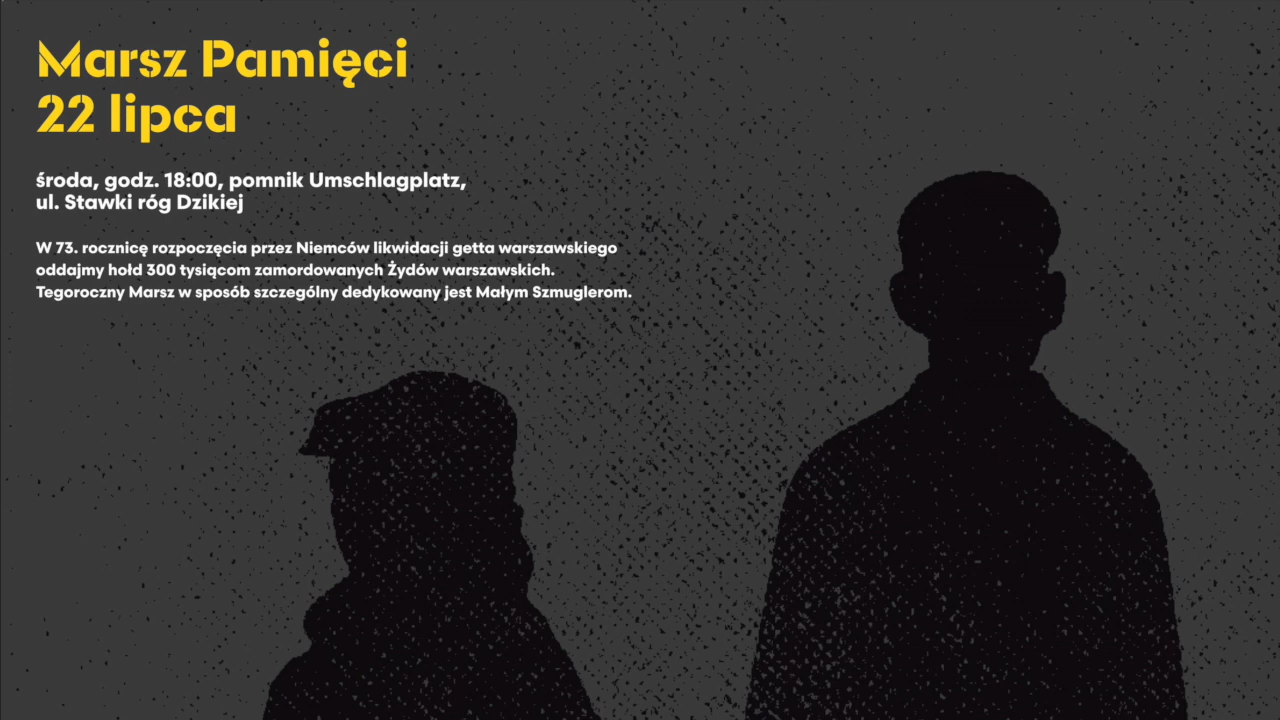 Marsz Pamięci
22 lipca
środa, godz. 18:00, pomnik Umschlagplatz,
ul. Stawki róg Dzikiej
W 73. rocznicę rozpoczęcia przez Niemców likwidacji getta warszawskiego
oddajmy hołd 300 tysiącom zamordowanych Żydów warszawskich.
Tegoroczny Marsz w sposób szczególny dedykowany jest Małym Szmuglerom.